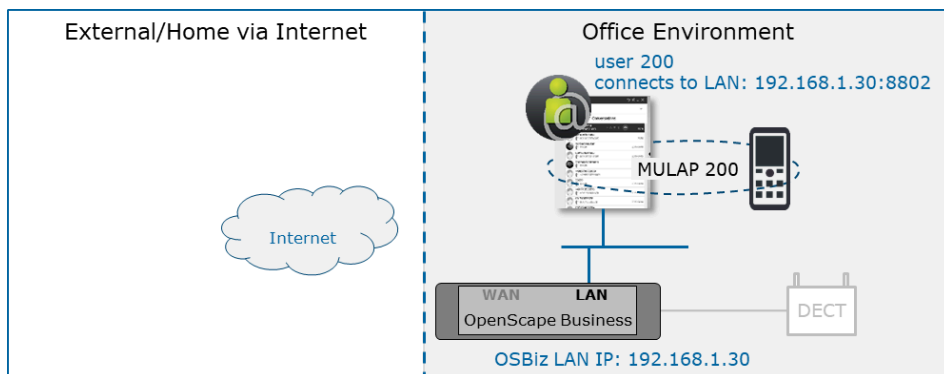 External/Home via Internet
Office Environment
user 200
connects to LAN: 192.168.1.30:8802
@
MULAP 200
Internet
WAN LAN
OpenScape Business
DECT
OSBiz LAN IP: 192.168.1.30